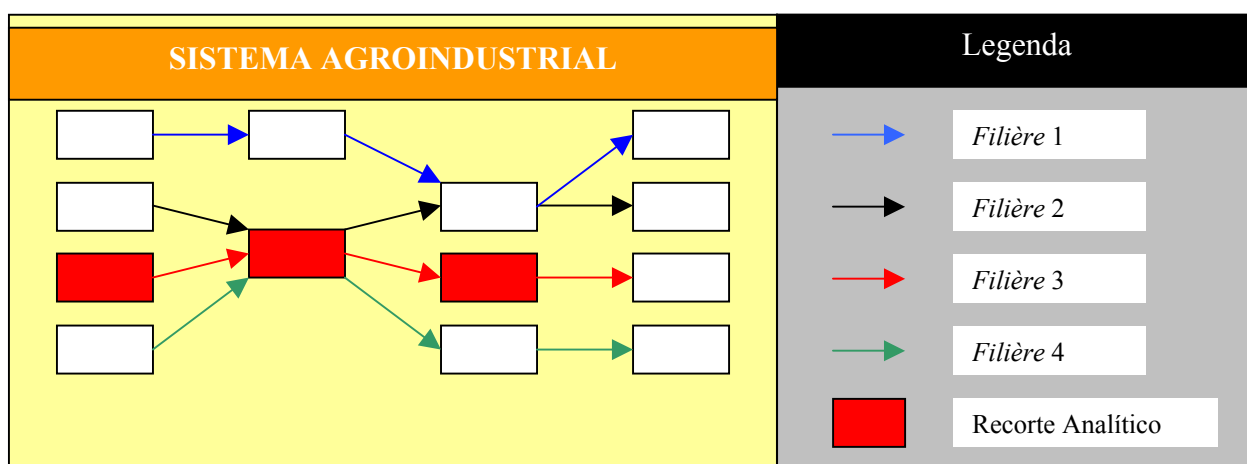 SISTEMA AGROINDUSTRIAL
Legenda
Filière 1
Filière 2
Filière 3
Filière 4
Recorte Analítico